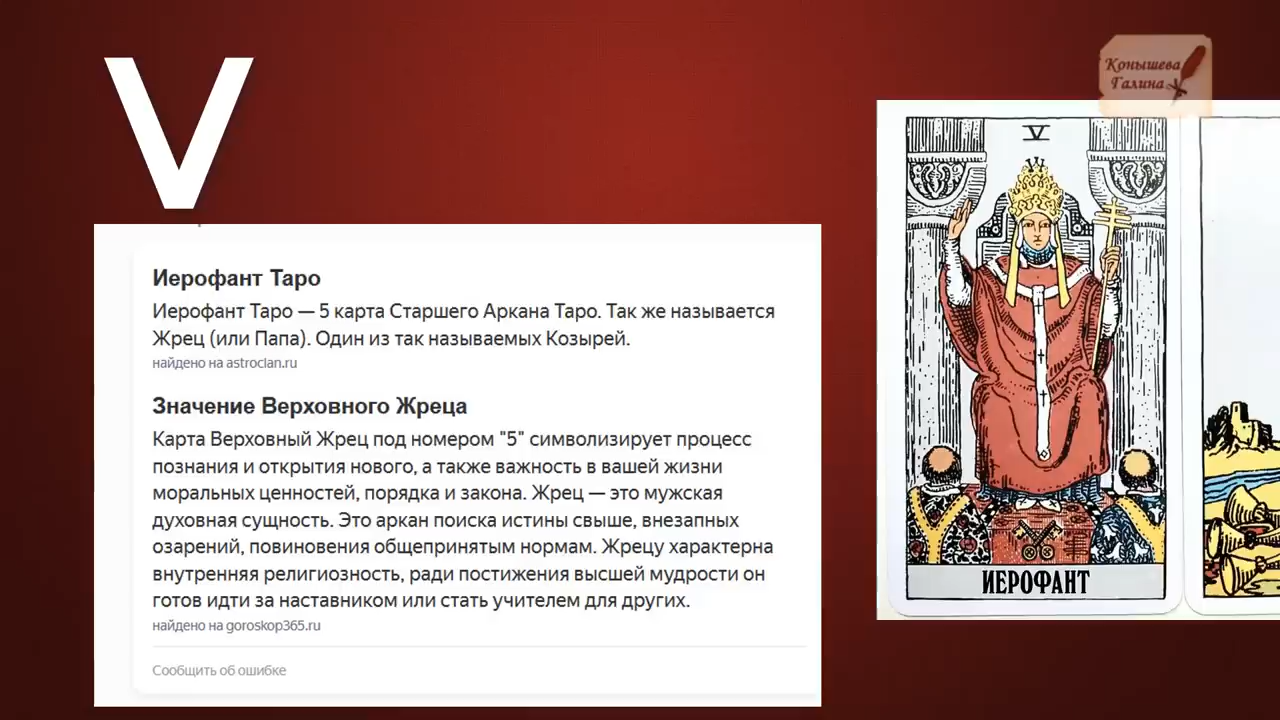 V
Конышева
Галина
Иерофант Таро
Иерофант Таро — 5 карта Старшего Аркана Таро. Так же называется
Жрец (или Папа). Один из так называемых Козырей.
найдено на astroclan.ru
Значение Верховного Жреца
Карта Верховный Жрец под номером "5" символизирует процесс
познания и открытия нового, а также важность в вашей жизни
моральных ценностей, порядка и закона. Жрец — это мужская
духовная сущность. Это аркан поиска истины свыше, внезапных
озарений, повиновения общепринятым нормам. Жрецу характерна
внутренняя религиозность, ради постижения высшей мудрости он
готов идти за наставником или стать учителем для других.
найдено на goroskop365.ru
Сообщить об ошибке
V
ИЕРОФАНТ